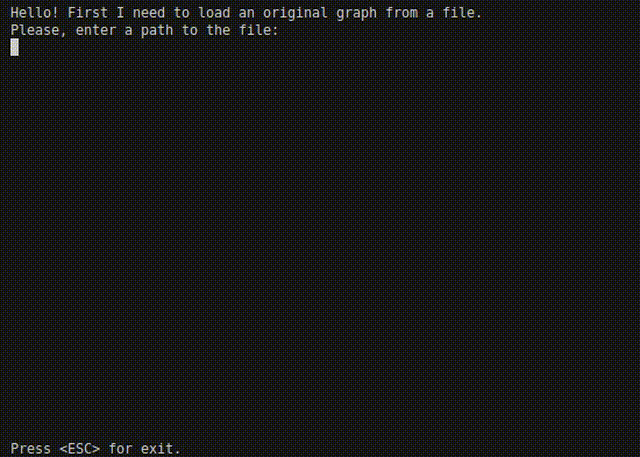 Hello! First I need to load an original graph from a file.
Please, enter a path to the file:
Press <ESC> for exit.